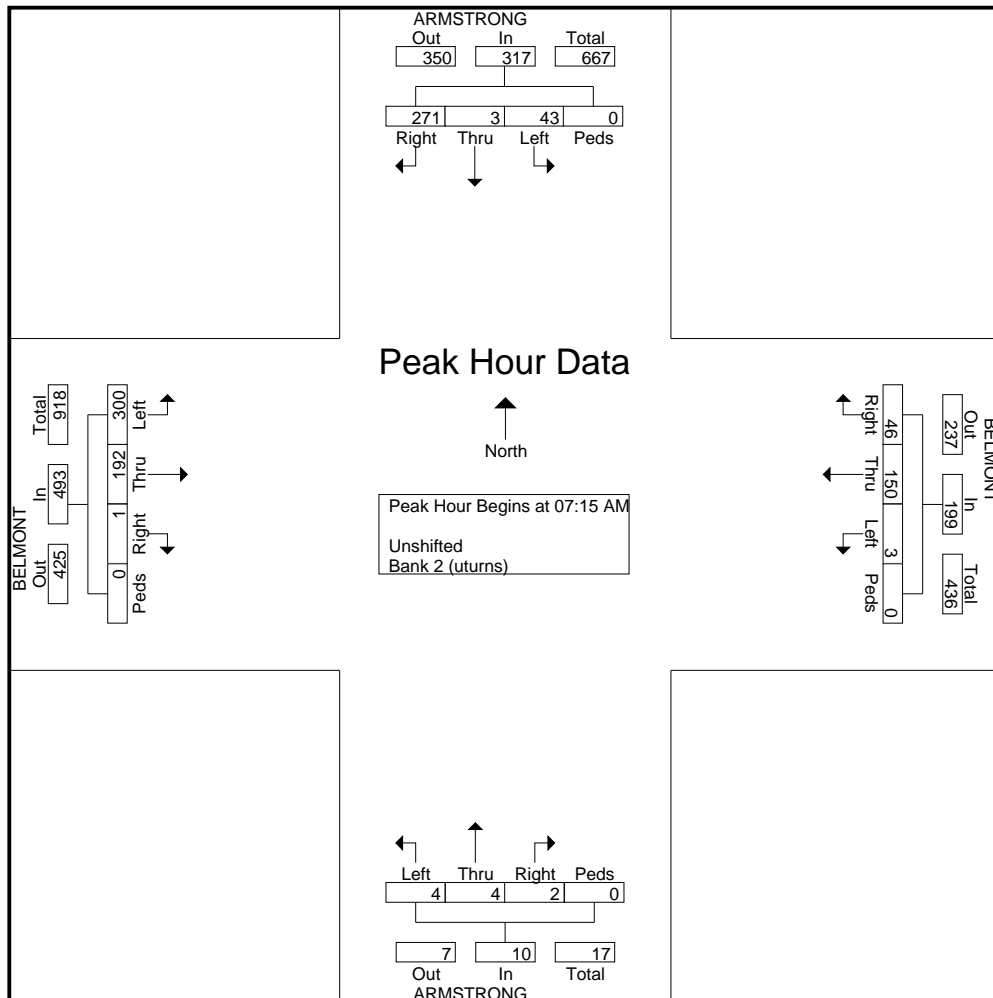 ARMSTRONG
Out In Total
350 317 667
271 3 43 0
Right Thru Left Peds
Peak Hour Data
North
Peak Hour Begins at 07:15 AM
Unshifted
Bank 2 (uturns)
BELMONT
Out In Total
425 493 918
Peds Right Thru Left
0 1 192 300
BELMONT
Out In Total
237 199 436
Right Thru Left Peds
46 150 3 0
Left Thru Right Peds
4 4 2 0
7 10 17
Out In Total
ARMSTRONG